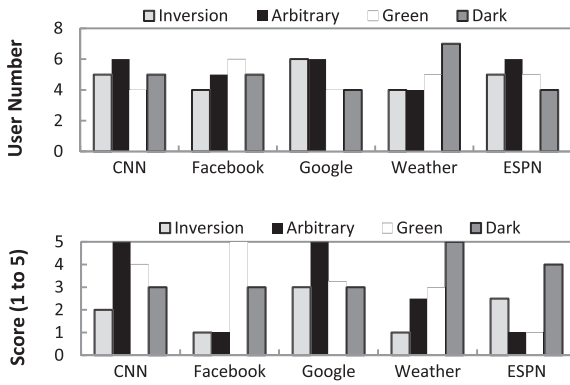 Inversion Arbitrary Green Dark
User Number
8
6
4
2
0
CNN Facebook Google Weather ESPN
Inversion Arbitrary Green Dark
Score (1 to 5)
5
4
3
2
1
0
CNN Facebook Google Weather ESPN